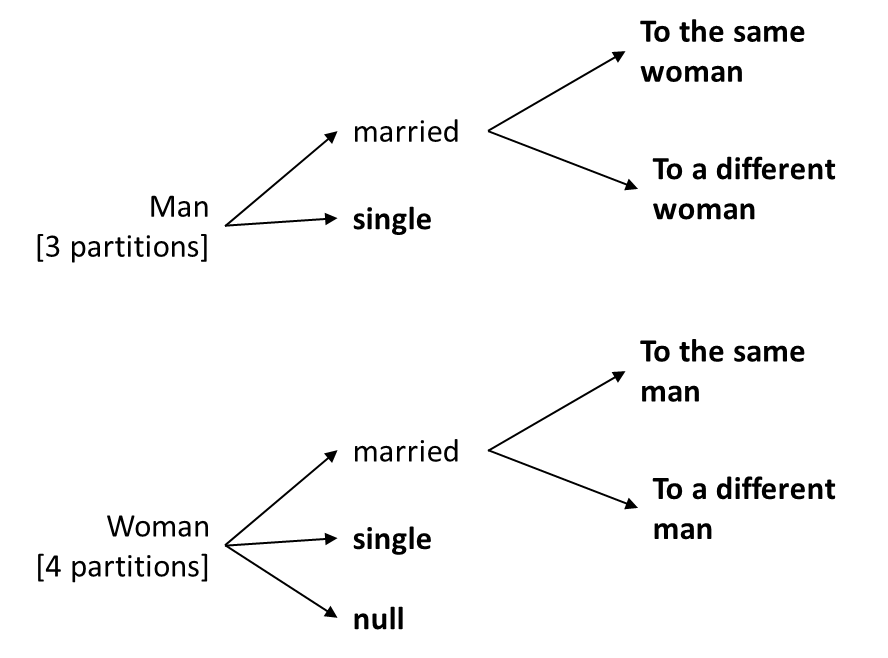 To the same
woman
married
To a different
woman
Man
[3 partitions]
single
To the same
man
married
To a different
man
Woman
[4 partitions]
single
null